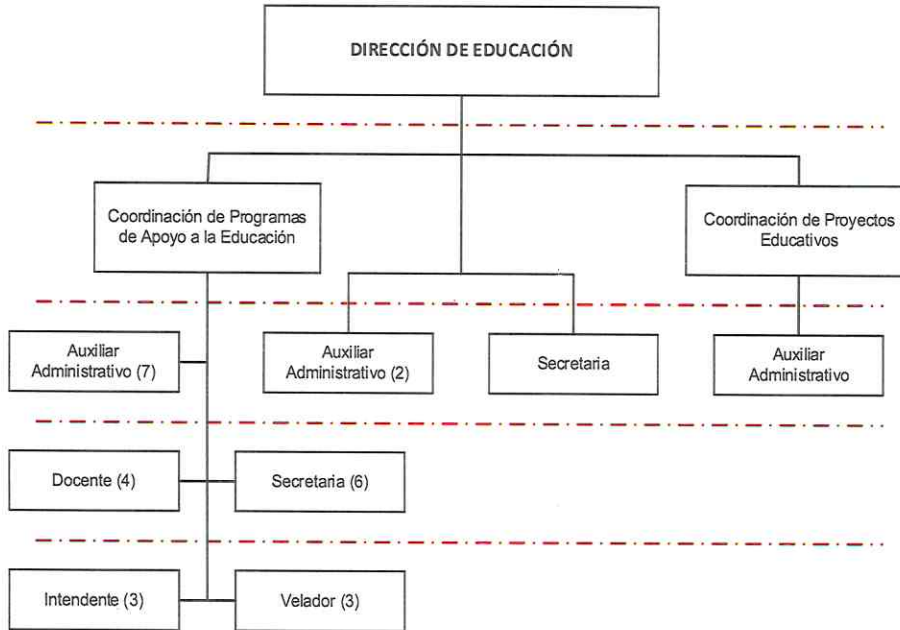 DIRECCIÓN DE EDUCACIÓN
Coordinación de Programas
de Apoyo a la Educación
Coordinación de Proyectos
Educativos
Auxiliar
Administrativo (7)
Auxiliar
Administrativo (2)
Secretaria
Auxiliar
Administrativo
Docente (4)
Secretaria (6)
Intendente (3)
Velador (3)